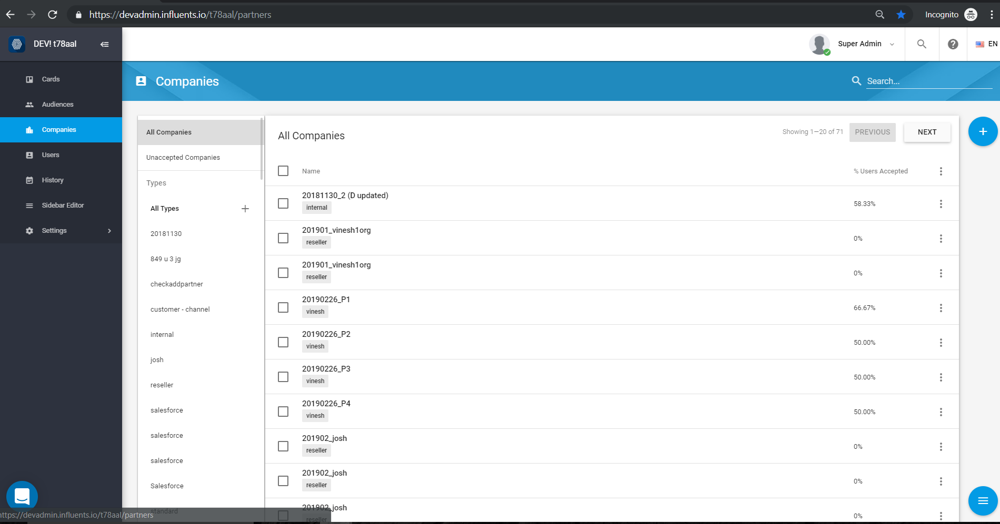 https://devadmin.influents.io/t78aal/partners
Incognito
DEV! t78aal
Super Admin
EN
Cards
Audiences
Companies
Users
History
Sidebar Editor
Settings
Companies
Search...
All Companies
Unaccepted Companies
Types
All Types
20181130
849 u 3 jg
checkaddpartner
customer - channel
internal
josh
reseller
salesforce
salesforce
salesforce
Salesforce
standard
All Companies
Showing 1—20 of 71
PREVIOUS
NEXT
Name
% Users Accepted
20181130_2 (D updated)
internal
58.33%
201901_vinesh1org
reseller
0%
201901_vinesh1org
reseller
0%
20190226_P1
vinesh
66.67%
20190226_P2
vinesh
50.00%
20190226_P3
vinesh
50.00%
20190226_P4
vinesh
50.00%
201902_josh
reseller
0%
201902_josh
reseller
0%
201902_josh
reseller
0%
https://devadmin.influents.io/t78aal/partners